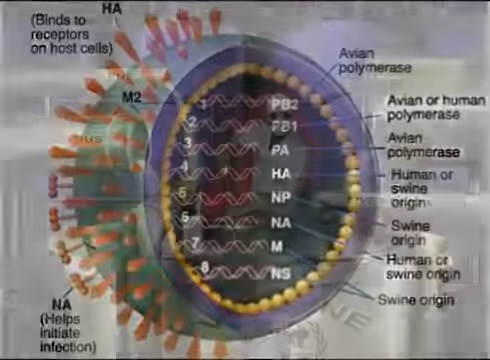 HA
(Binds to
receptors
on host cells)
M2
1
PB2
2
PB1
3
PA
4
HA
5
NP
6
NA
7
M
8
NS
Avian
polymerase
Avian or human
polymerase
Avian
polymerase
Human or
swine
origin
Swine
origin
Human or
swine origin
Swine origin
NA
(Helps
initiate
infection)